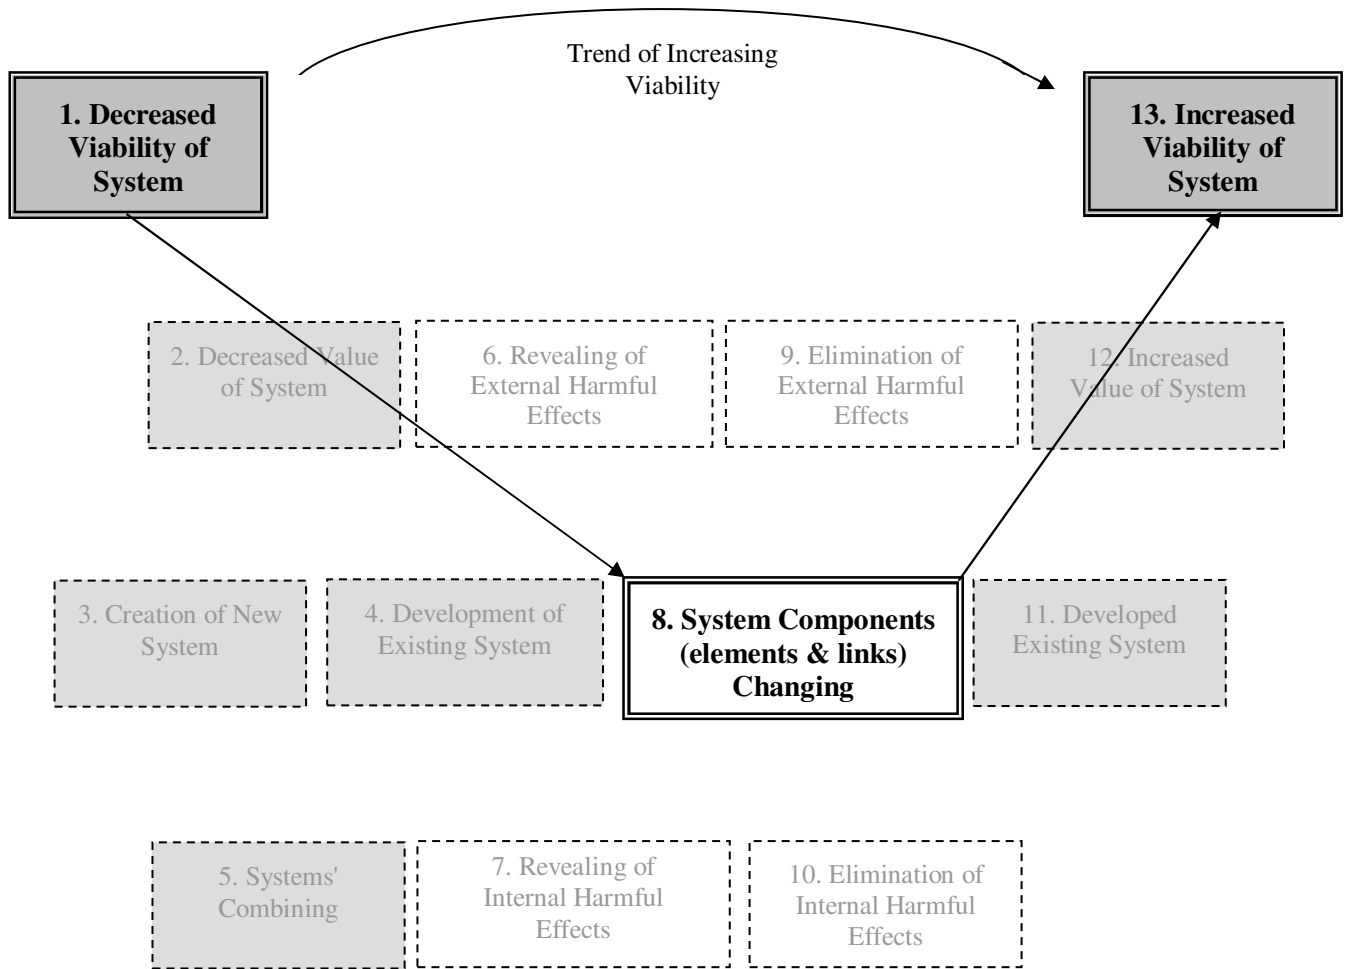 Trend of Increasing
Viability
1. Decreased
Viability of
System
13. Increased
Viability of
System
2. Decreased Value
of System
6. Revealing of
External Harmful
Effects
9. Elimination of
External Harmful
Effects
12. Increased
Value of System
3. Creation of New
System
4. Development of
Existing System
8. System Components
(elements & links)
Changing
11. Developed
Existing System
5. Systems'
Combining
7. Revealing of
Internal Harmful
Effects
10. Elimination of
Internal Harmful
Effects